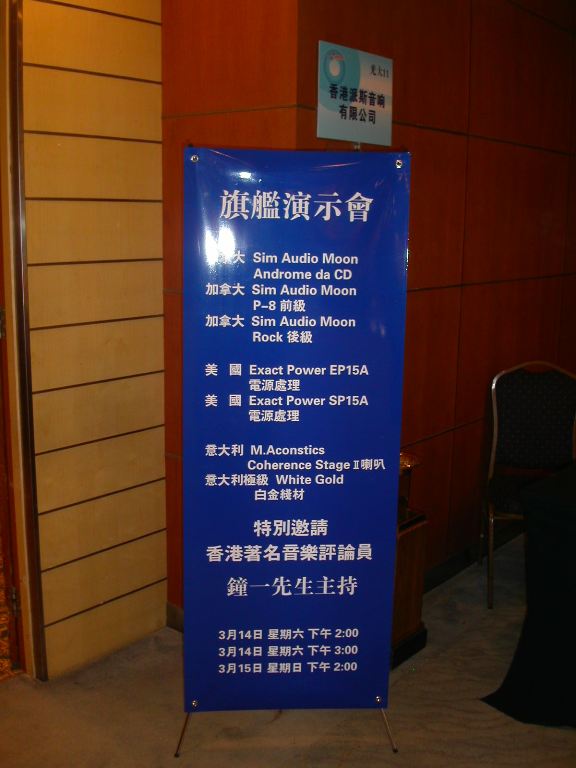 光大11
香港派斯音响
有限公司
旗艦演示會
大 Sim Audio Moon
Androme da CD
加拿大 Sim Audio Moon
P-8 前級
加拿大 Sim Audio Moon
Rock 後級
美 國 Exact Power EP15A
電源處理
美 國 Exact Power SP15A
電源處理
意大利 M.Aconstics
Coherence Stage II喇叭
意大利極級 White Gold
白金綫材
特別邀請
香港著名音樂評論員
鐘一先生主持
3月14日 星期六 下午 2:00
3月14日 星期六 下午 3:00
3月15日 星期日 下午 2:00